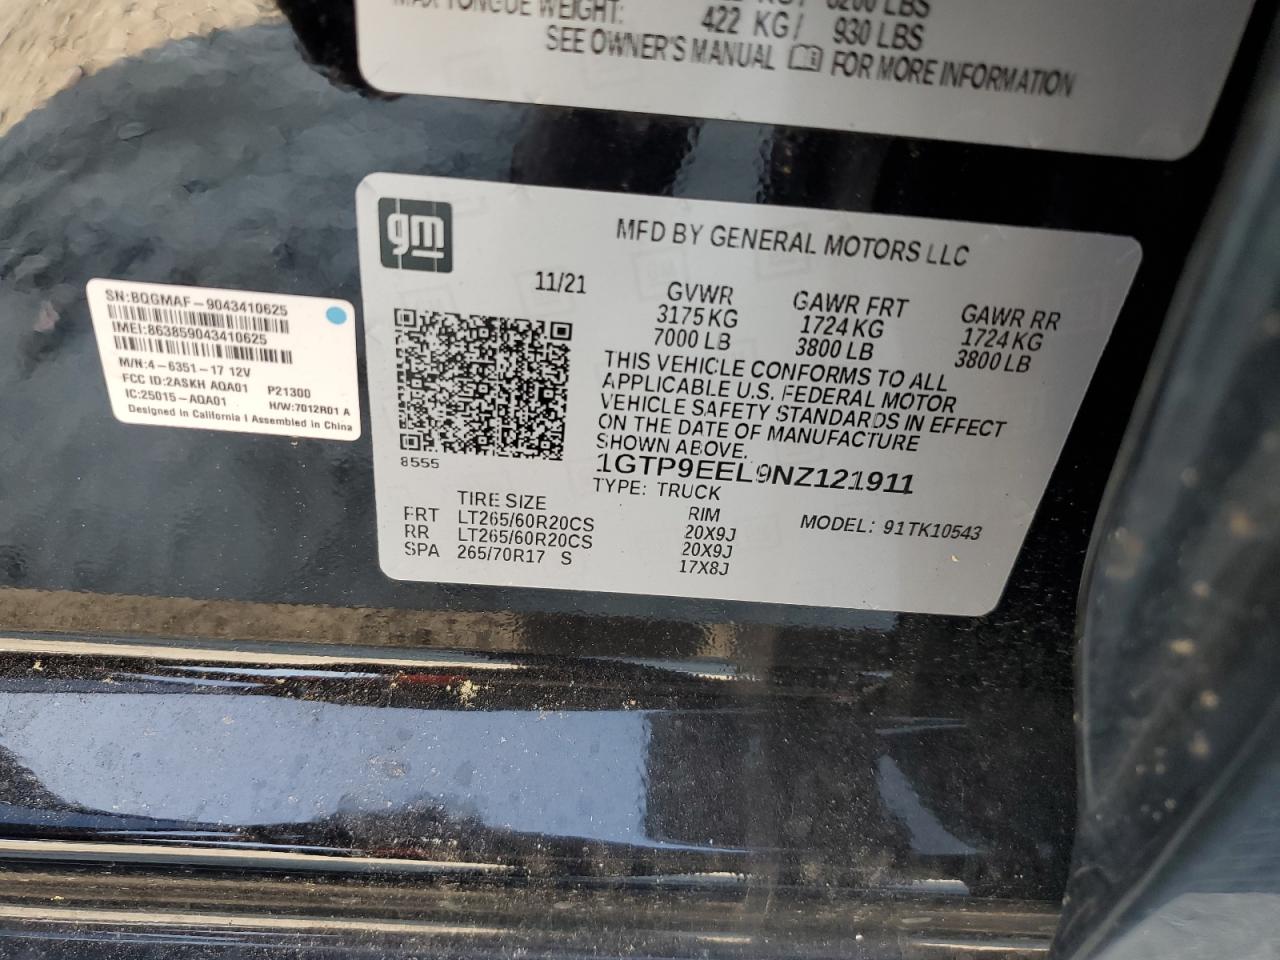 MAX TONGUE WEIGHT: 422 KG/ 930 LBS
SEE OWNER'S MANUAL FOR MORE INFORMATION
gm
MFD BY GENERAL MOTORS LLC
11/21
GVWR GAWR FRT GAWR RR
3175 KG 1724 KG 1724 KG
7000 LB 3800 LB 3800 LB
THIS VEHICLE CONFORMS TO ALL
APPLICABLE U.S. FEDERAL MOTOR
VEHICLE SAFETY STANDARDS IN EFFECT
ON THE DATE OF MANUFACTURE
SHOWN ABOVE.
8555
1GTP9EEL9NZ121911
TYPE: TRUCK
TIRE SIZE RIM MODEL: 91TK10543
FRT LT265/60R20CS 20X9J
RR LT265/60R20CS 20X9J
SPA 265/70R17 S 17X8J
SN:BQGMAF-9043410625
IMEI:863859043410625
M/N:4-6351-17 12V
FCC ID:2ASKH AQA01 P21300
IC:25015-AQA01 H/W:7012R01 A
Designed in California | Assembled in China